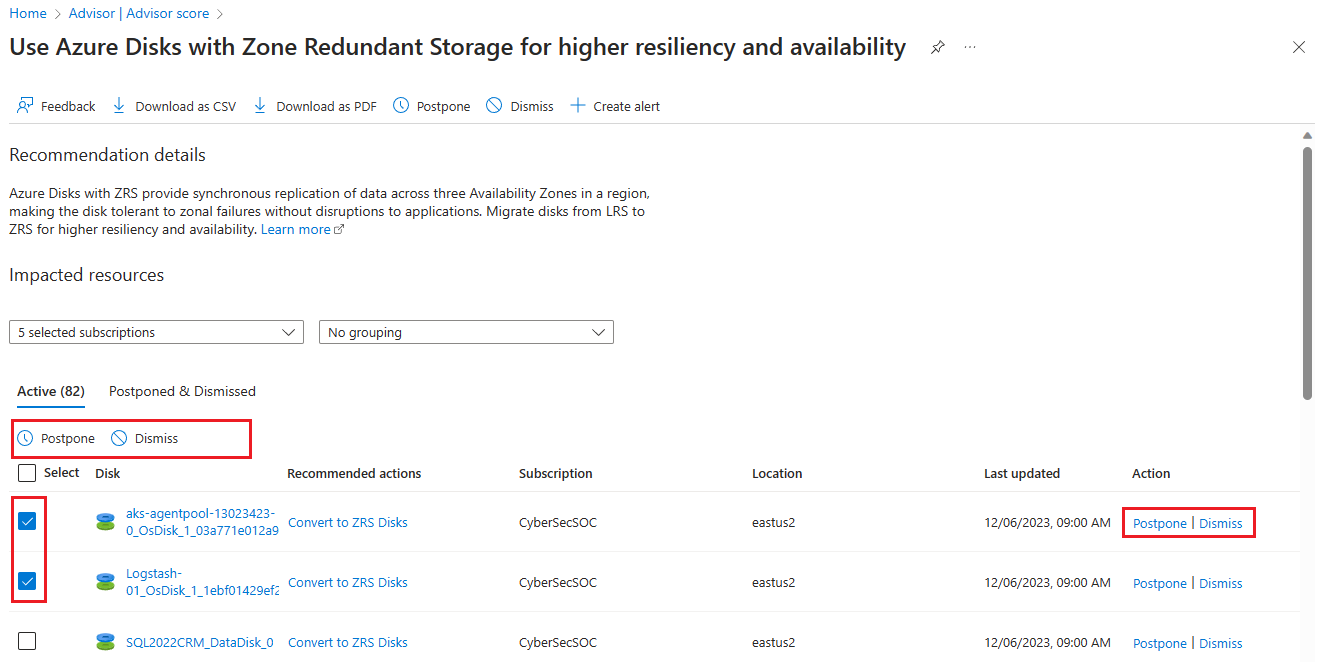 Home > Advisor | Advisor score >
Use Azure Disks with Zone Redundant Storage for higher resiliency and availability ...
Feedback Download as CSV Download as PDF Postpone Dismiss Create alert
Recommendation details
Azure Disks with ZRS provide synchronous replication of data across three Availability Zones in a region,
making the disk tolerant to zonal failures without disruptions to applications. Migrate disks from LRS to
ZRS for higher resiliency and availability. Learn more
Impacted resources
5 selected subscriptions No grouping
Active (82) Postponed & Dismissed
Postpone Dismiss
Select Disk Recommended actions Subscription Location Last updated Action
aks-agentpool-13023423-
0_OsDisk_1_03a771e012a9 Convert to ZRS Disks CyberSecSOC eastus2 12/06/2023, 09:00 AM Postpone | Dismiss
Logstash-
01_OsDisk_1_1ebf01429ef2 Convert to ZRS Disks CyberSecSOC eastus2 12/06/2023, 09:00 AM Postpone | Dismiss
SQL2022CRM_DataDisk_0 Convert to ZRS Disks CyberSecSOC eastus2 12/06/2023, 09:00 AM Postpone | Dismiss